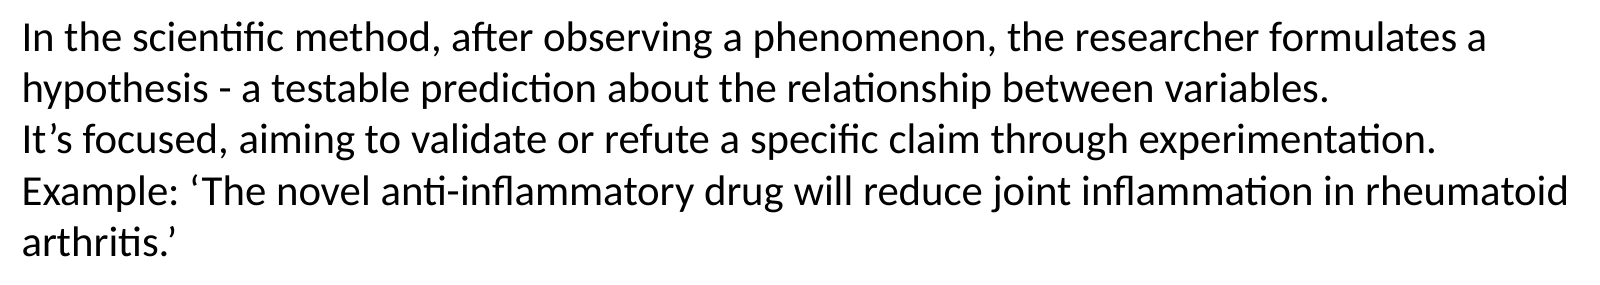 In the scientific method, after observing a phenomenon, the researcher formulates a
hypothesis - a testable prediction about the relationship between variables.
It’s focused, aiming to validate or refute a specific claim through experimentation.
Example: ‘The novel anti-inflammatory drug will reduce joint inflammation in rheumatoid
arthritis.’